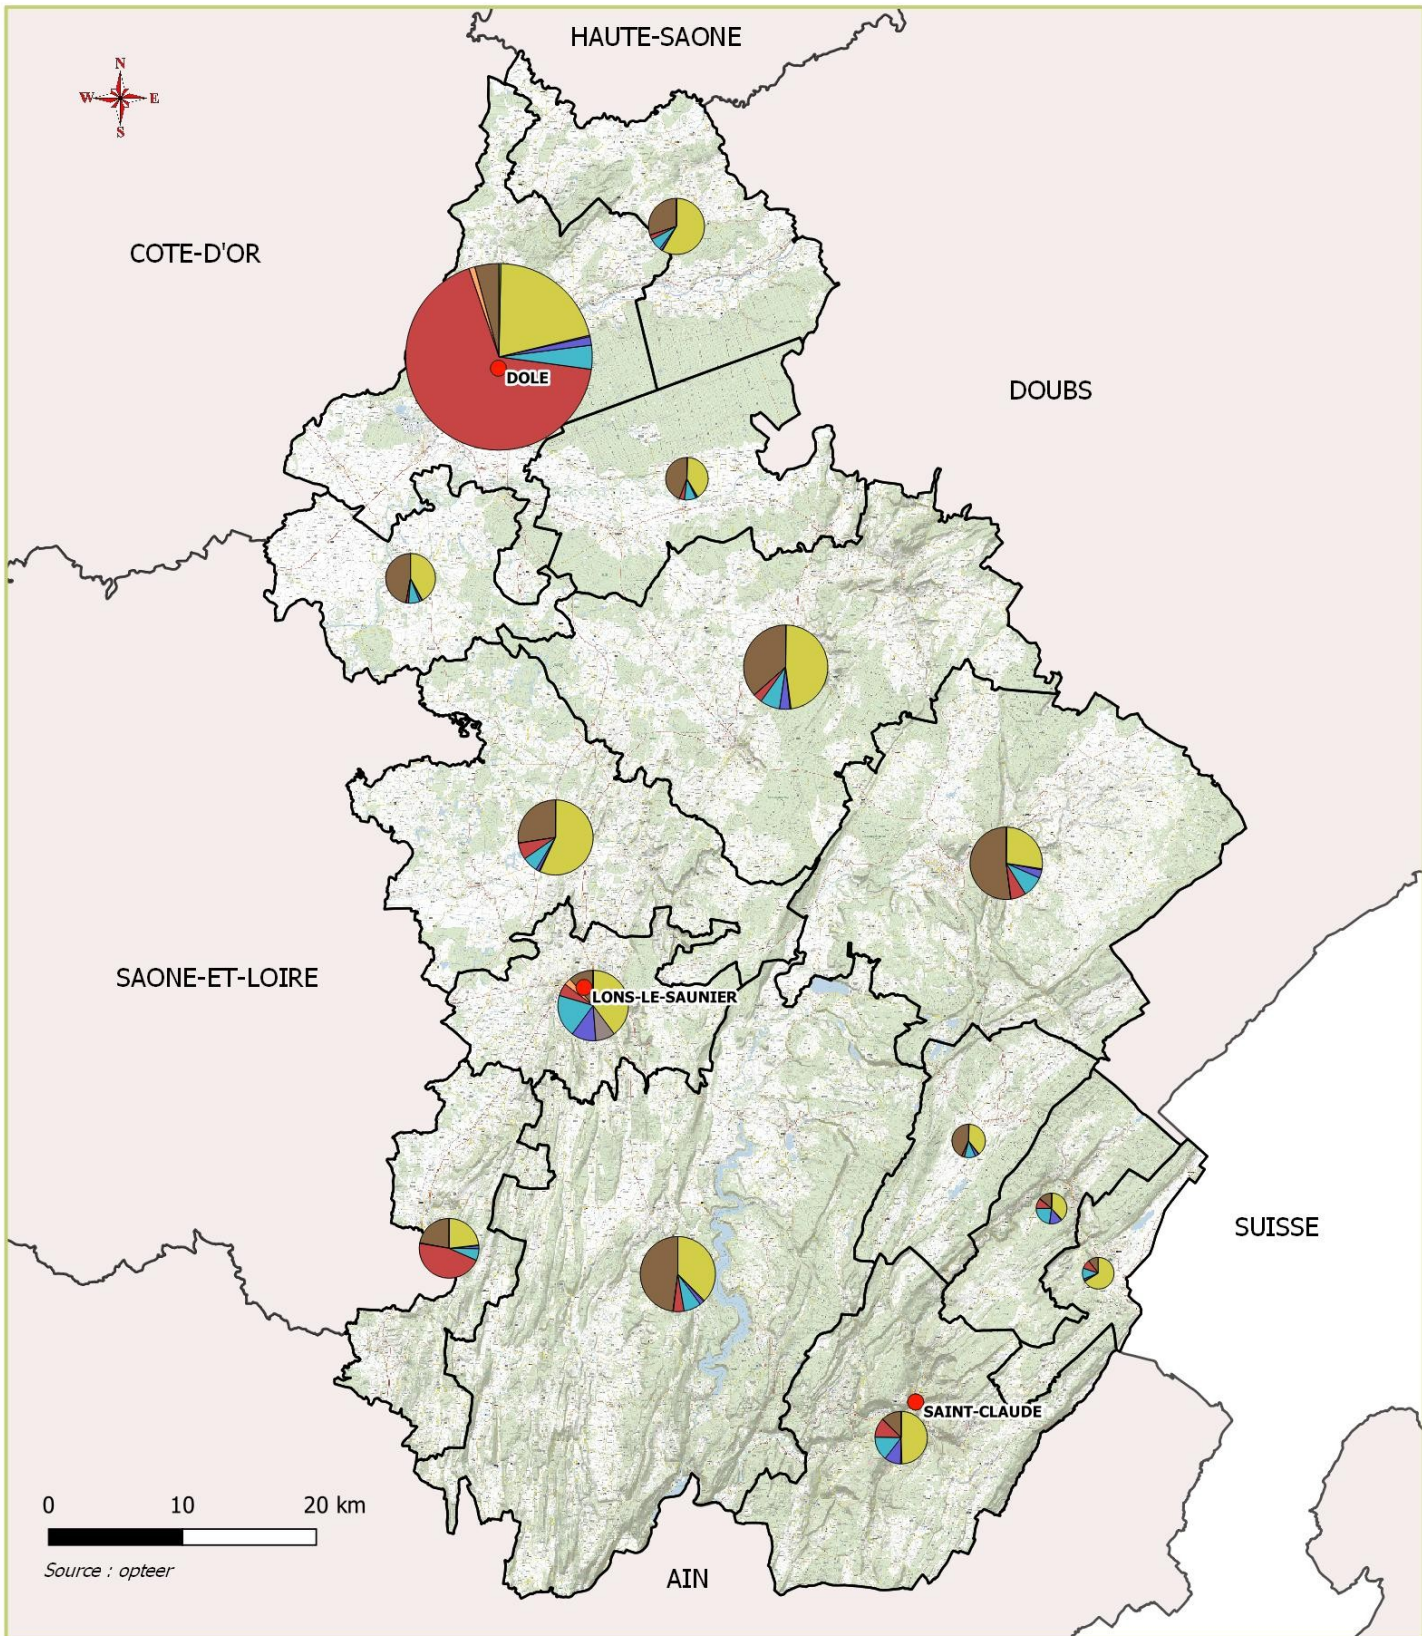 HAUTE-SAONE
N
W E
S
COTE-D'OR
DOLE
DOUBS
SAONE-ET-LOIRE
LONS-LE-SAUNIER
SUISSE
SAINT-CLAUDE
0 10 20 km
Source : opteer
AIN